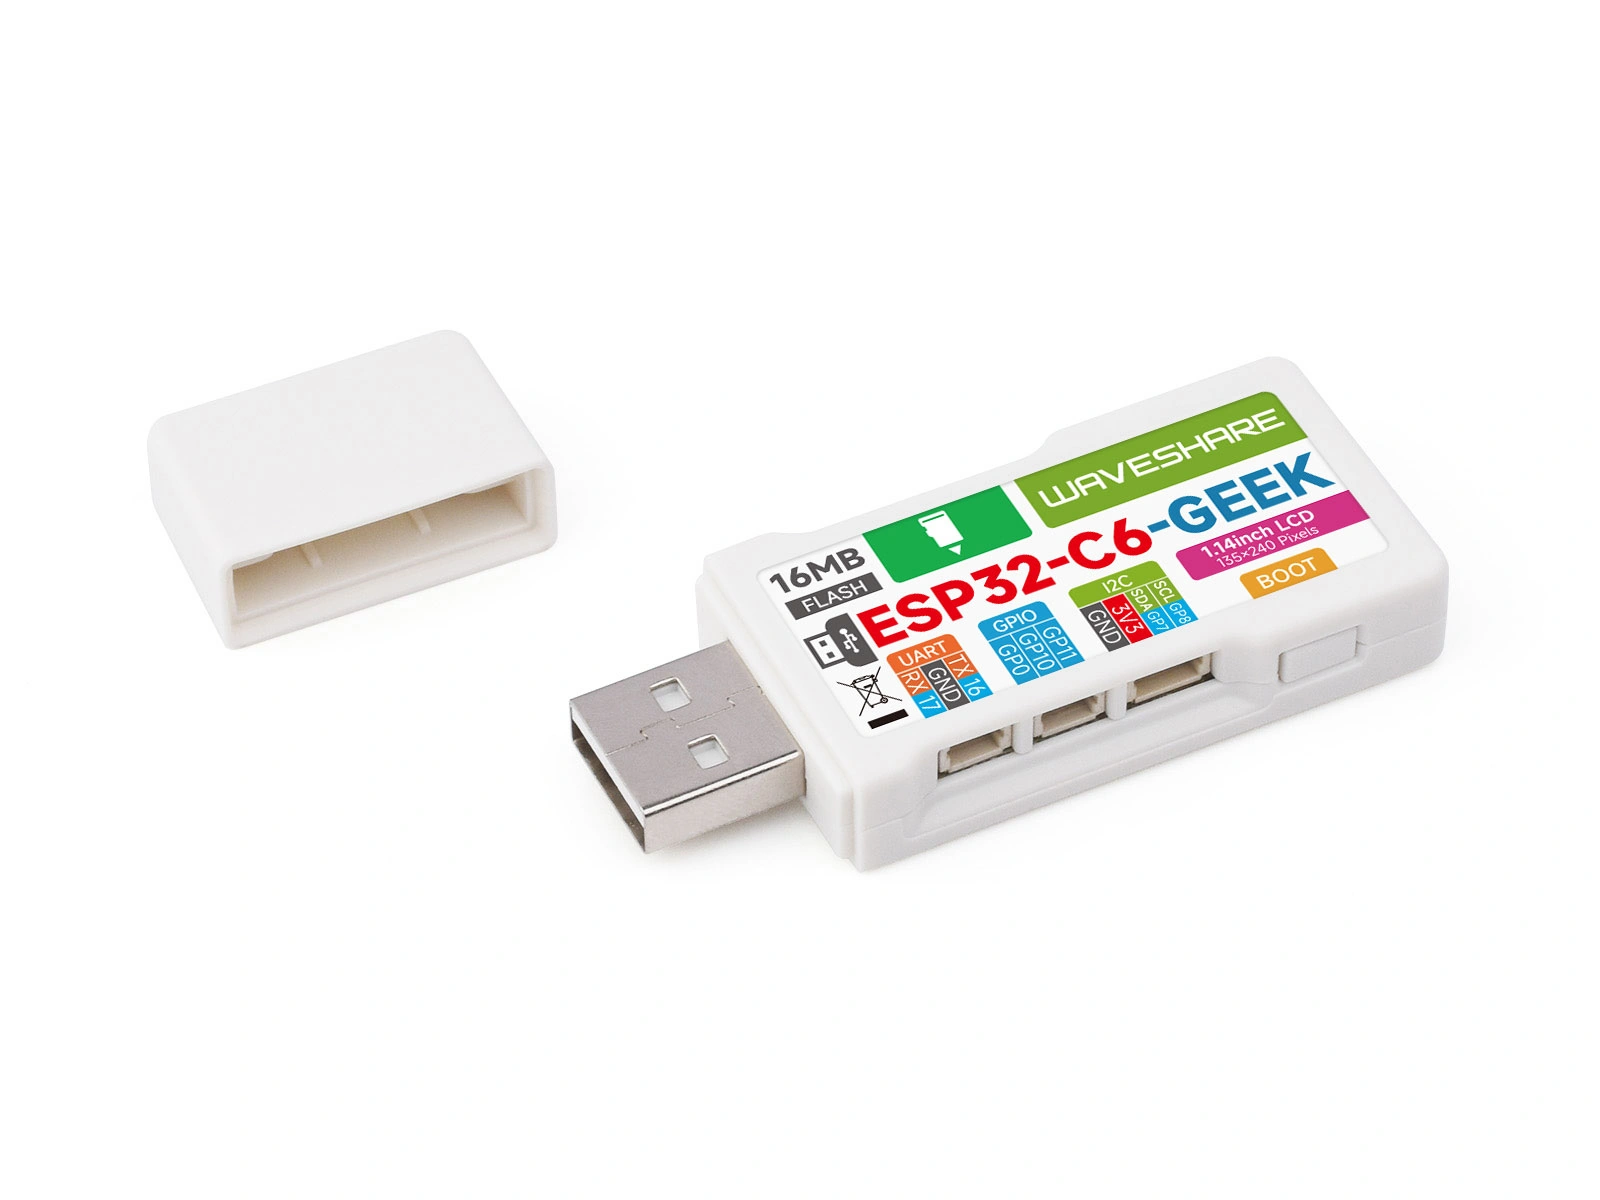 WAVESHARE
16MB
FLASH
ESP32-C6-GEEK
1.14inch LCD
135×240 Pixels
BOOT
UART
RX GND TX
17 16
GPIO
GP0 GP10 GP11
I2C
GND 3V3 SDA SCL
GP7 GP8